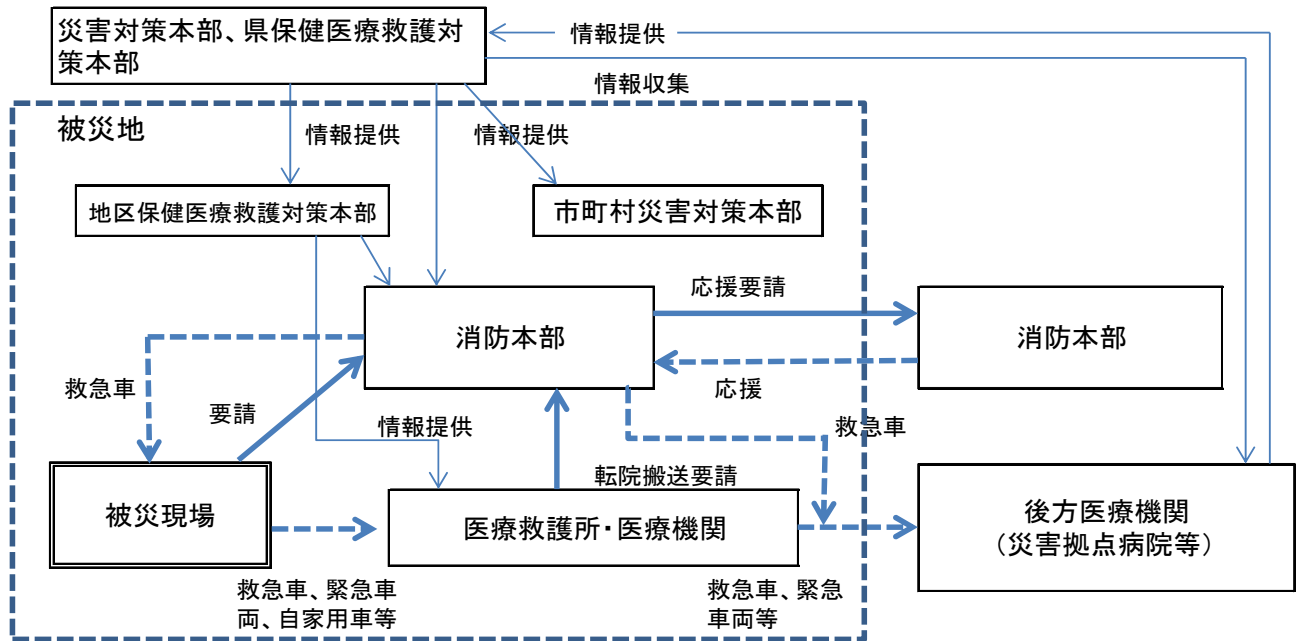 災害対策本部、県保健医療救護対
策本部
情報提供
情報収集
被災地
情報提供
情報提供
地区保健医療救護対策本部
市町村災害対策本部
応援要請
消防本部
消防本部
救急車
応援
要請
救急車
情報提供
転院搬送要請
被災現場
医療救護所・医療機関
後方医療機関
（災害拠点病院等）
救急車、緊急車
両、自家用車等
救急車、緊急
車両等